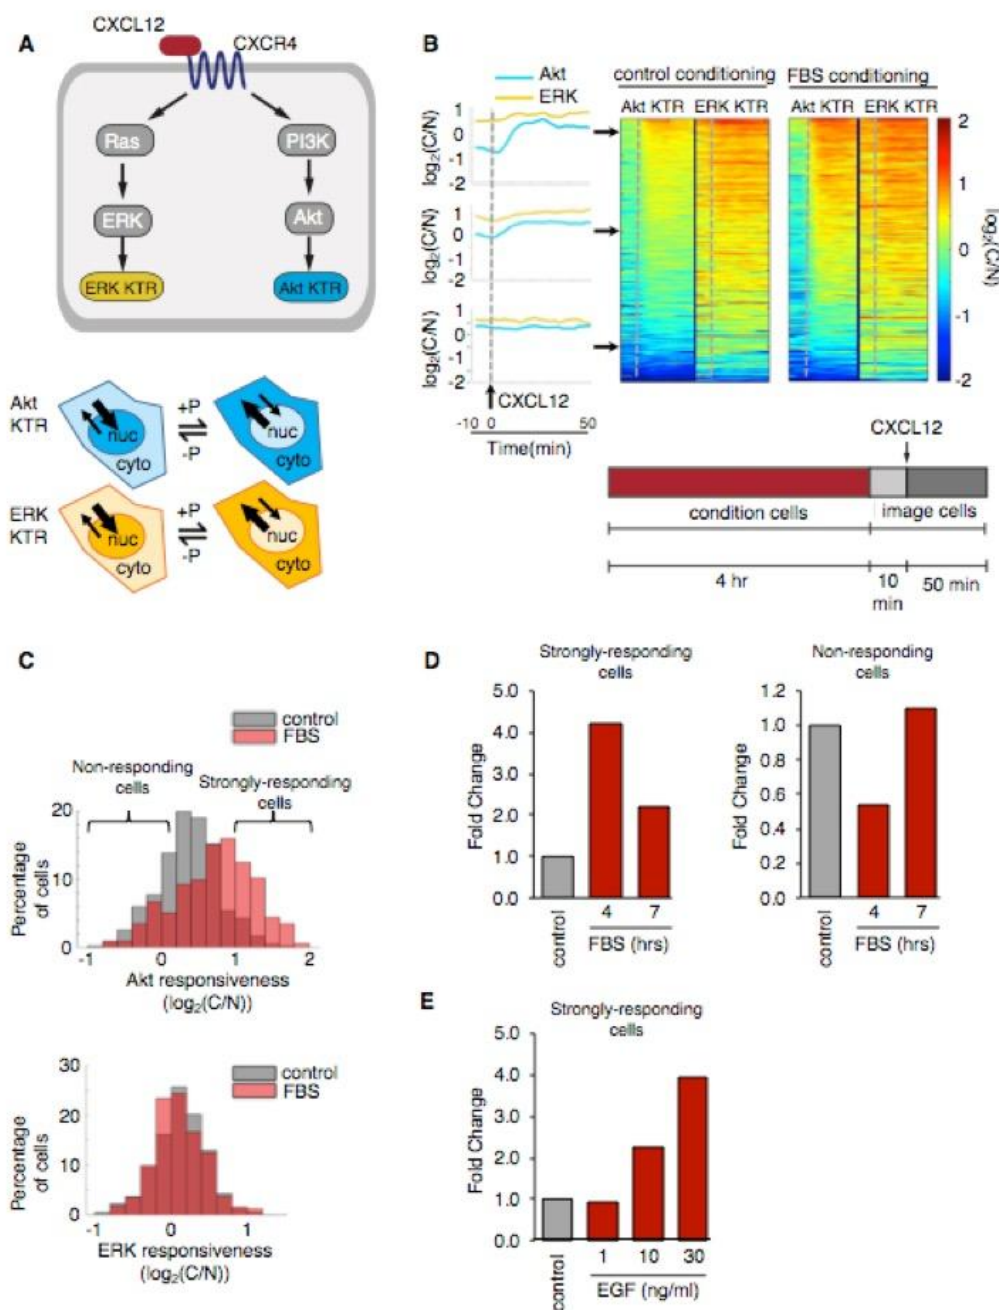 A
CXCL12
CXCR4
Ras
PI3K
ERK
Akt
ERK KTR
Akt KTR
Akt
KTR
nuc
cyto
+P
-P
nuc
cyto
ERK
KTR
nuc
cyto
+P
-P
nuc
cyto
B
Akt
ERK
log2(C/N)
1
0
-1
-2
log2(C/N)
1
0
-1
-2
log2(C/N)
1
0
-1
-2
CXCL12
-10 0 50
Time(min)
control conditioning
Akt KTR ERK KTR
FBS conditioning
Akt KTR ERK KTR
2
1
0
-1
-2
log2(C/N)
CXCL12
condition cells
image cells
4 hr
10
min
50 min
C
control
FBS
Non-responding
cells
Strongly-responding
cells
Percentage
of cells
20
10
0
-1 0 1 2
Akt responsiveness
(log2(C/N))
control
FBS
Percentage
of cells
30
20
10
0
-1 0 1
ERK responsiveness
(log2(C/N))
D
Strongly-responding
cells
Fold Change
5.0
4.0
3.0
2.0
1.0
0.0
control
4 7
FBS (hrs)
Non-responding
cells
Fold Change
1.2
1.0
0.8
0.6
0.4
0.2
0.0
control
4 7
FBS (hrs)
E
Strongly-responding
cells
Fold Change
5.0
4.0
3.0
2.0
1.0
0.0
control
1 10 30
EGF (ng/ml)